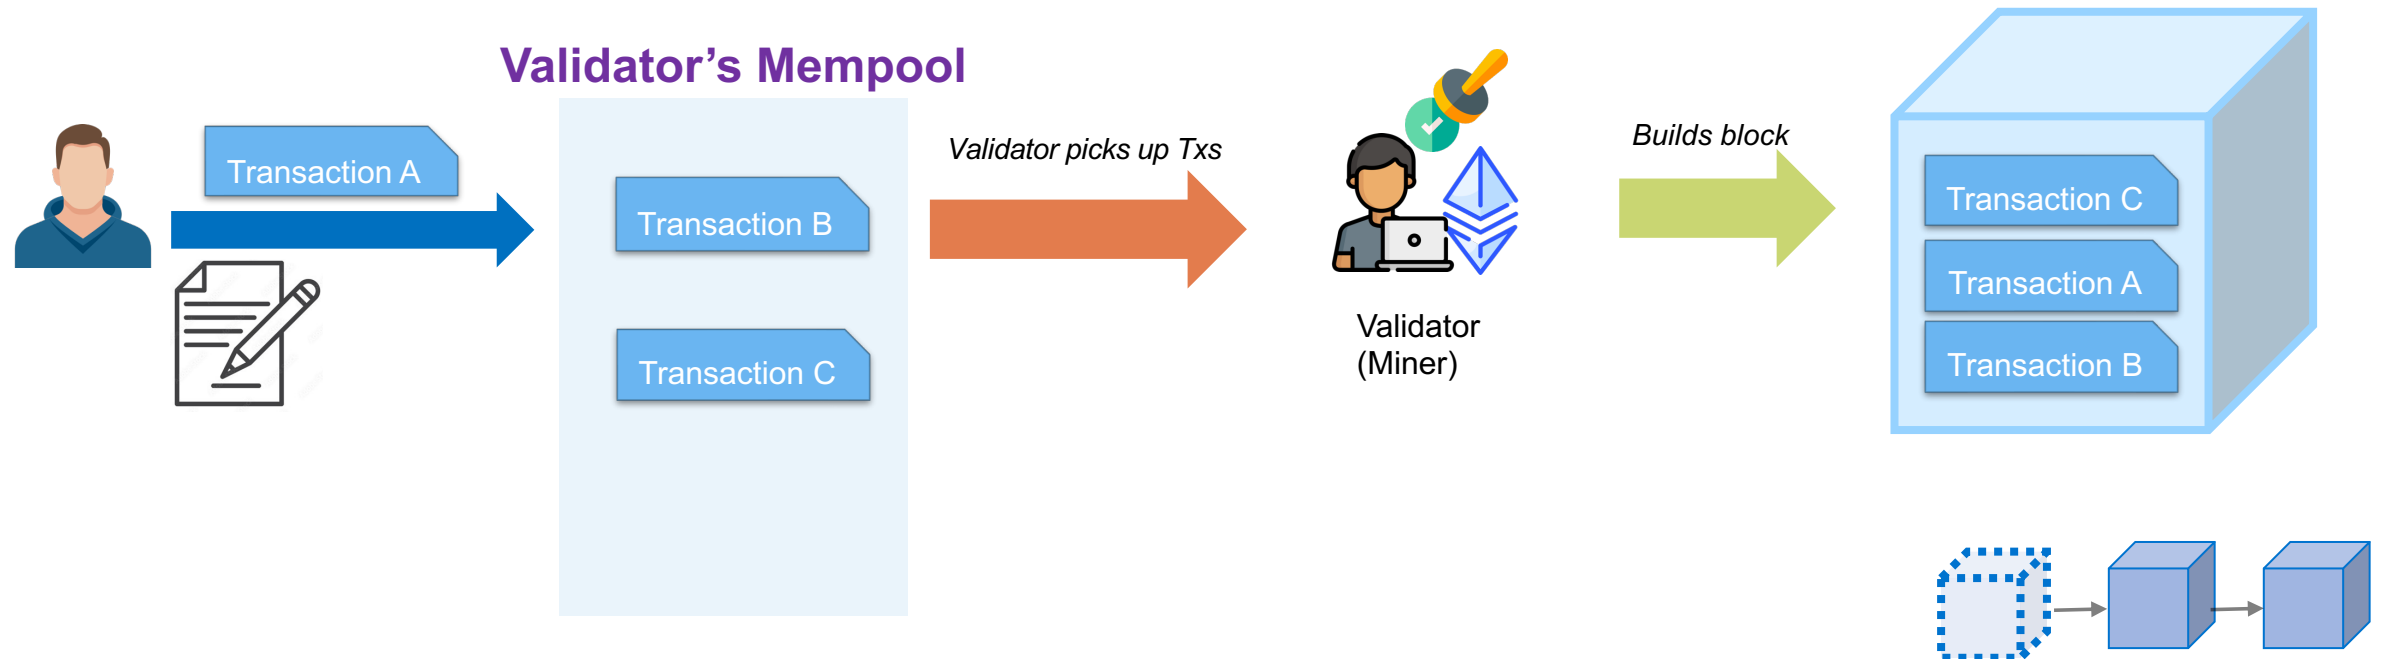 Validator’s Mempool
Transaction A
Transaction B
Transaction C
Validator picks up Txs
Validator
(Miner)
Builds block
Transaction C
Transaction A
Transaction B